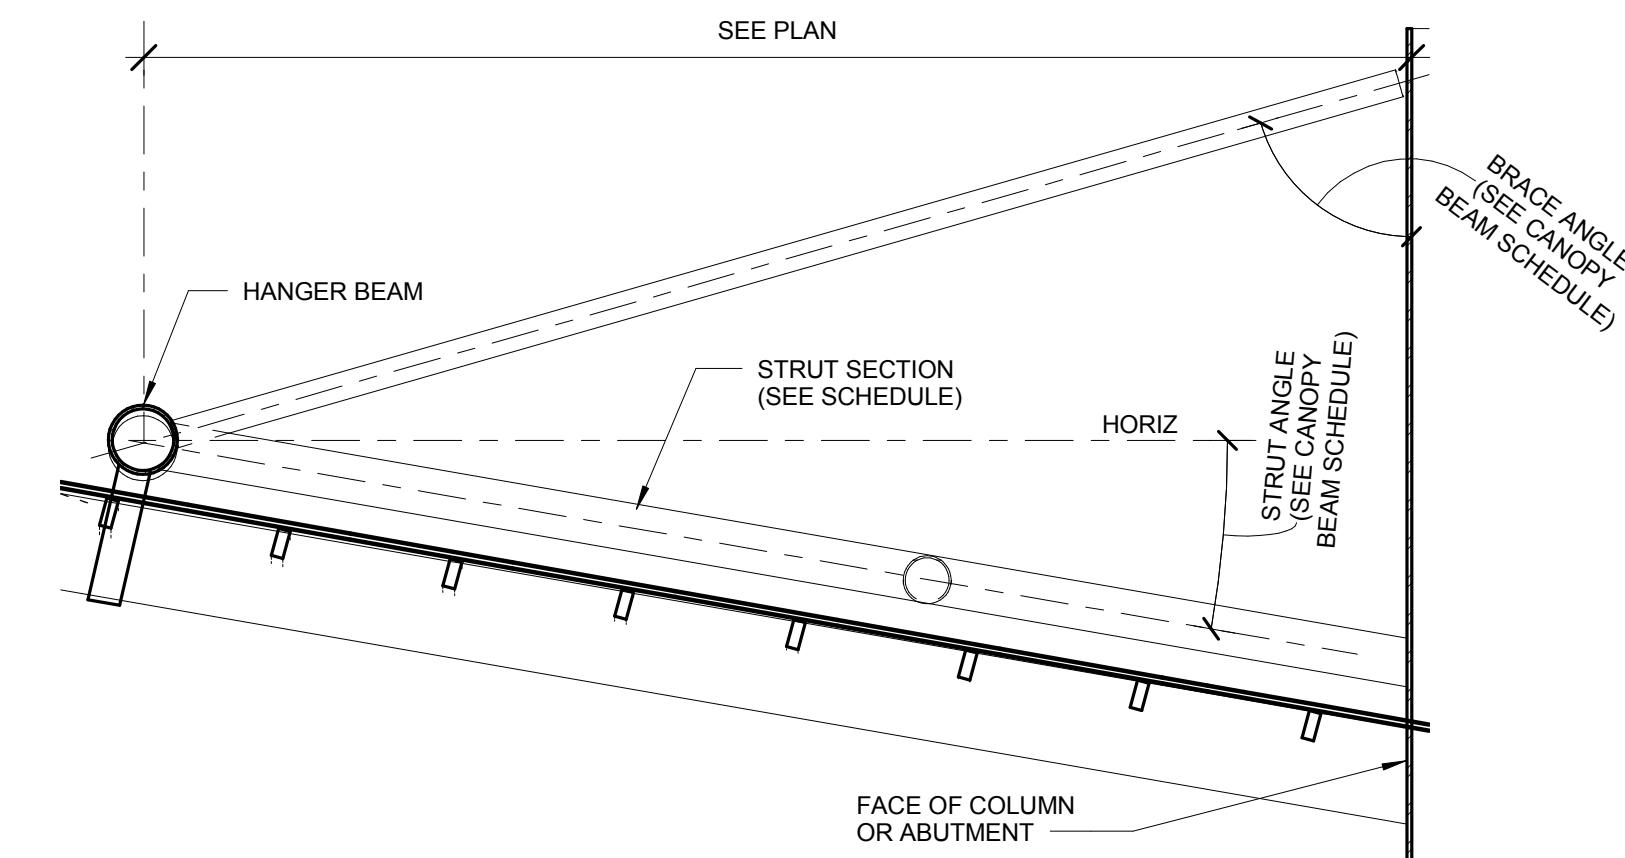 SEE PLAN
BRACE ANGLE
(SEE CANOPY
BEAM SCHEDULE)
HANGER BEAM
STRUT SECTION
(SEE SCHEDULE)
HORIZ
STRUT ANGLE
(SEE CANOPY
BEAM SCHEDULE)
FACE OF COLUMN
OR ABUTMENT